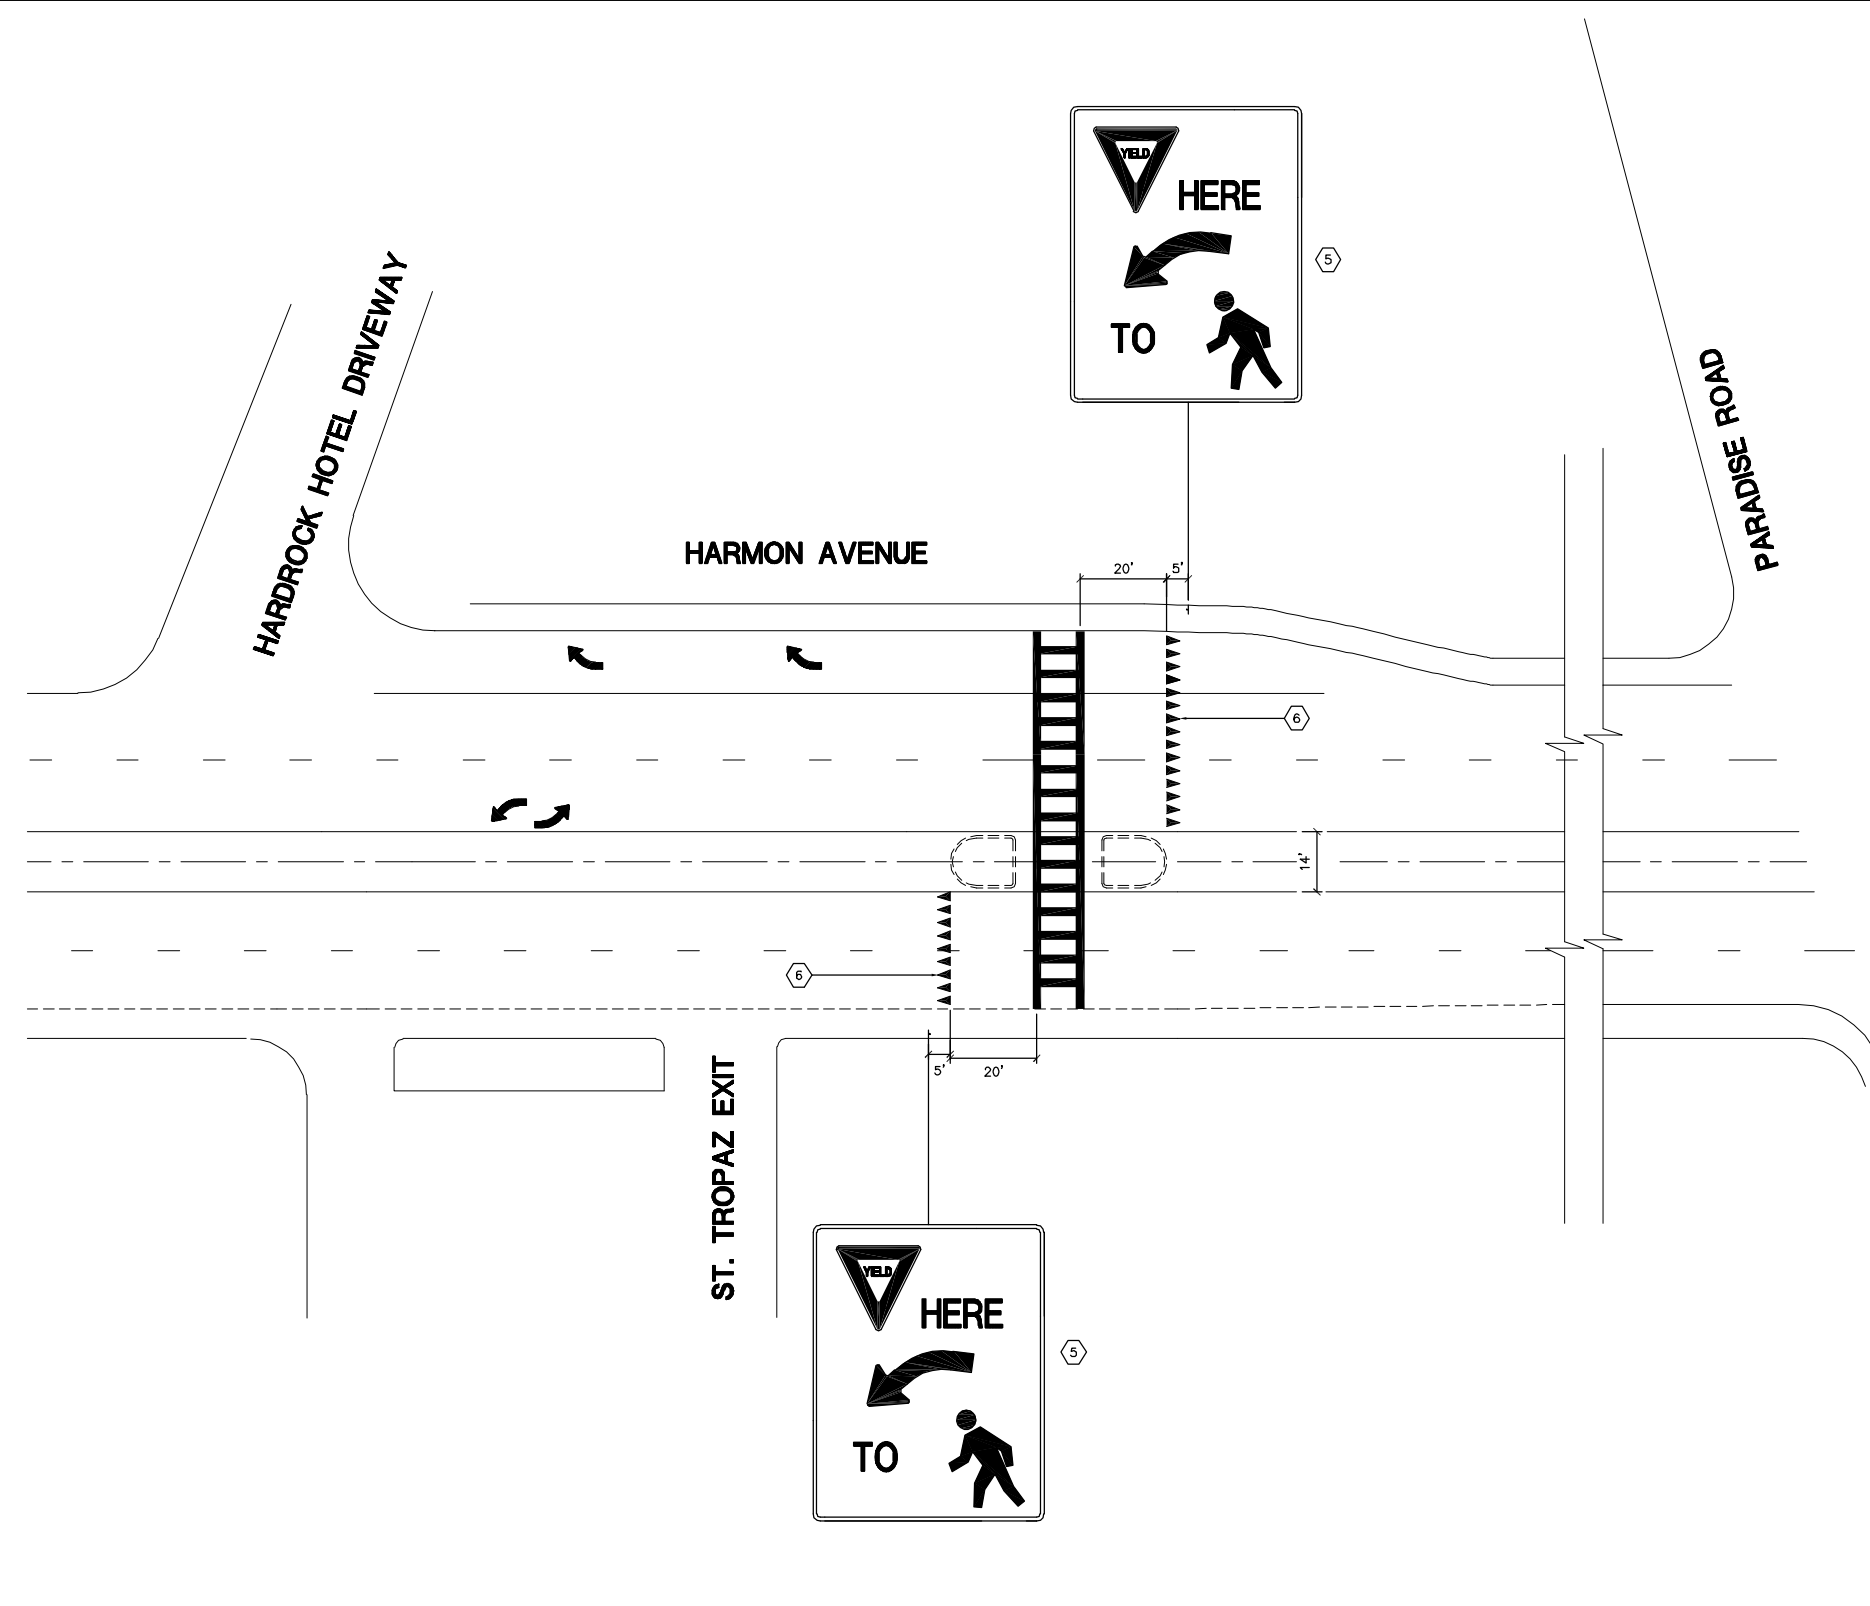 YIELD
HERE
TO
5
HARDROCK HOTEL DRIVEWAY
PARADISE ROAD
HARMON AVENUE
20'
5'
6
14'
6
5'
20'
ST. TROPAZ EXIT
YIELD
HERE
TO
5